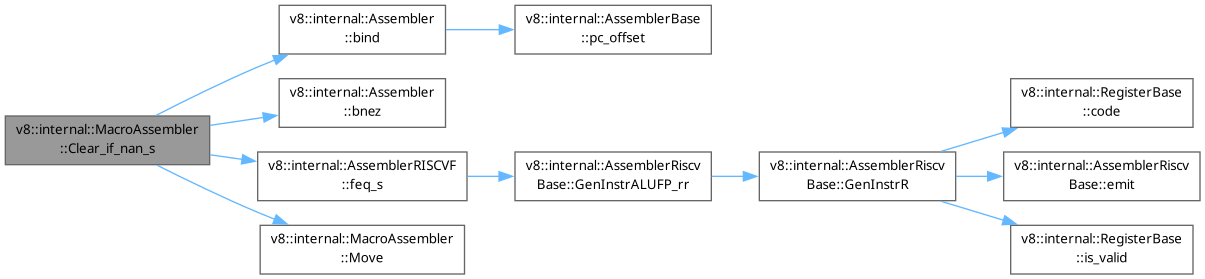 v8::internal::MacroAssembler
::Clear_if_nan_s
v8::internal::Assembler
::bind
v8::internal::AssemblerBase
::pc_offset
v8::internal::Assembler
::bnez
v8::internal::AssemblerRISCVF
::feq_s
v8::internal::AssemblerRiscv
Base::GenInstrALUFP_rr
v8::internal::AssemblerRiscv
Base::GenInstrR
v8::internal::RegisterBase
::code
v8::internal::AssemblerRiscv
Base::emit
v8::internal::RegisterBase
::is_valid
v8::internal::MacroAssembler
::Move